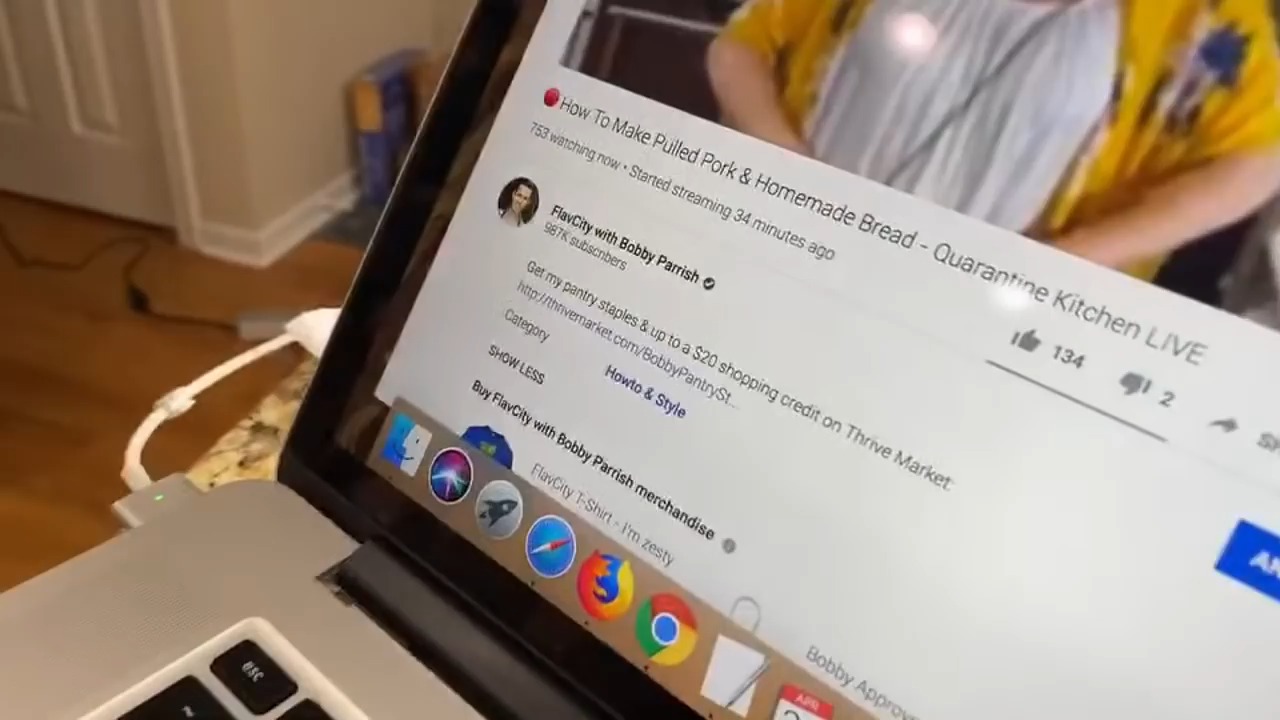 How To Make Pulled Pork & Homemade Bread - Quarantine Kitchen LIVE
753 watching now • Started streaming 34 minutes ago
134
2
FlavCity with Bobby Parrish
987K subscribers
Get my pantry staples & up to a $20 shopping credit on Thrive Market:
http://thrivemarket.com/BobbyPantrySt...
Category
Howto & Style
SHOW LESS
Buy FlavCity with Bobby Parrish merchandise
FlavCity T-Shirt - I'm zesty
Bobby Approv
APR
esc